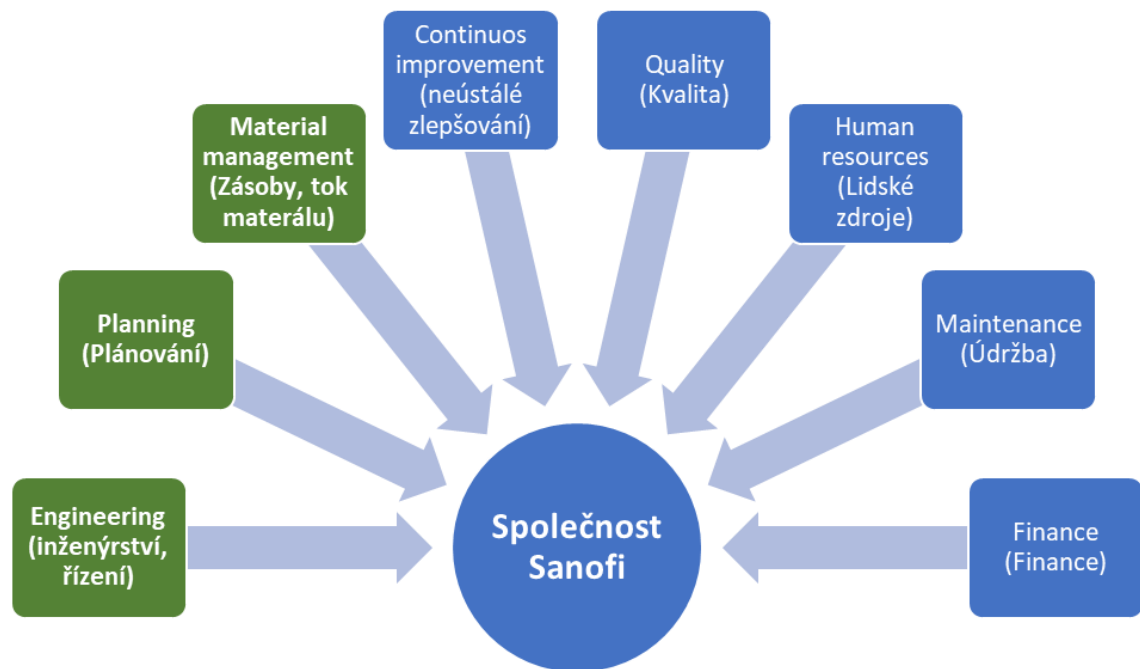 Continuos
improvement
(neústálé
zlepšování)
Quality
(Kvalita)
Material
management
(Zásoby, tok
materálu)
Human
resources
(Lidské
zdroje)
Planning
(Plánování)
Maintenance
(Údržba)
Engineering
(inženýrství,
řízení)
Společnost
Sanofi
Finance
(Finance)